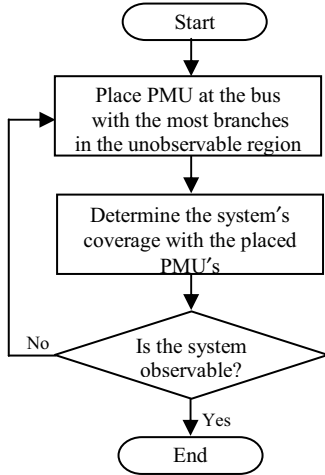 Start
Place PMU at the bus
with the most branches
in the unobservable region
Determine the system′s
coverage with the placed
PMU′s
Is the system
observable?
No
Yes
End